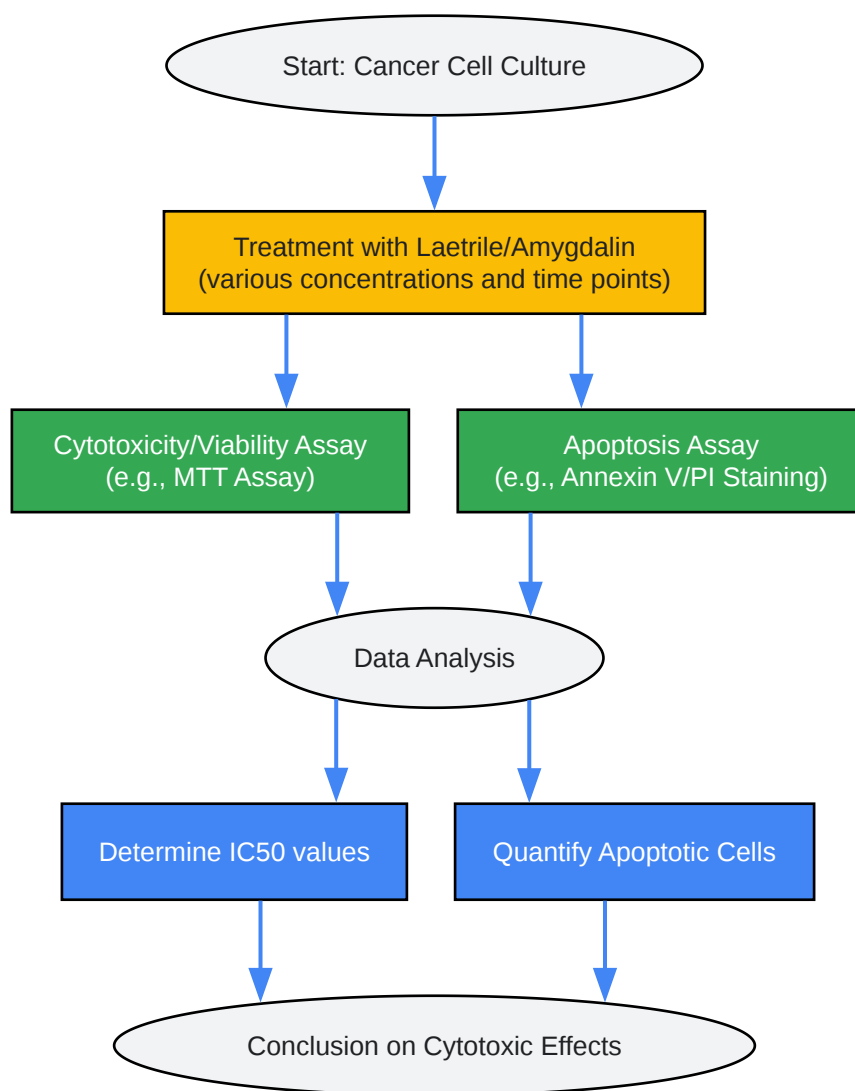 Start: Cancer Cell Culture
Treatment with Laetrile/Amygdalin
(various concentrations and time points)
Cytotoxicity/Viability Assay
(e.g., MTT Assay)
Apoptosis Assay
(e.g., Annexin V/PI Staining)
Data Analysis
Determine IC50 values
Quantify Apoptotic Cells
Conclusion on Cytotoxic Effects